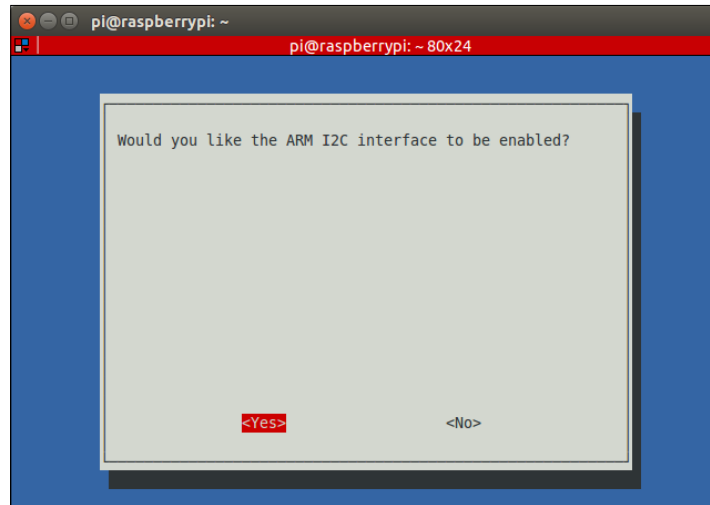 pi@raspberrypi: ~
pi@raspberrypi: ~ 80x24
Would you like the ARM I2C interface to be enabled?
<Yes> <No>